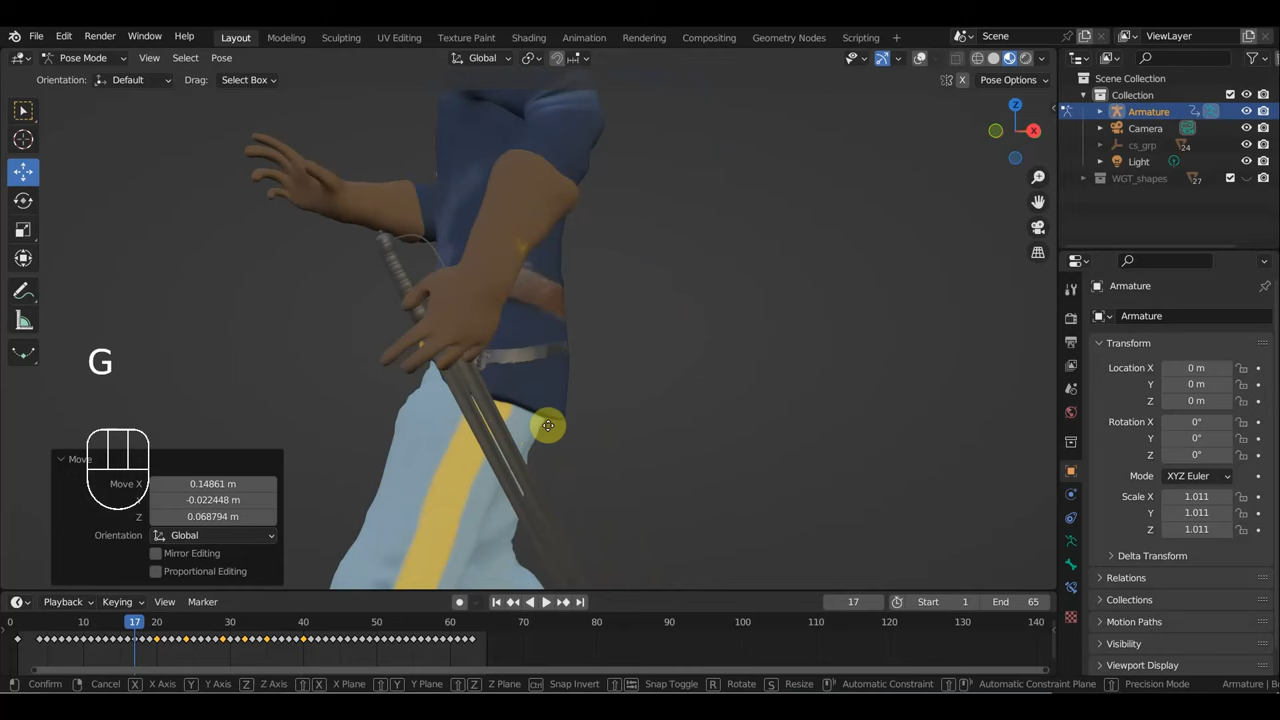 File Edit Render Window Help Layout Modeling Sculpting UV Editing Texture Paint Shading Animation Rendering Compositing Geometry Nodes Scripting Scene ViewLayer
Pose Mode View Select Pose Global
Orientation: Default Drag: Select Box X Pose Options
Scene Collection
Collection
Armature
Camera
cs_grp 24
Light
WGT_shapes 27
Z
X
Armature
Armature
Transform
Location X 0 m
Y 0 m
Z 0 m
Rotation X 0°
Y 0°
Z 0°
Mode XYZ Euler
Scale X 1.011
Y 1.011
Z 1.011
Delta Transform
Relations
Collections
Motion Paths
Visibility
Viewport Display
G
Move
Move X 0.14861 m
-0.022448 m
Z 0.068794 m
Orientation Global
Mirror Editing
Proportional Editing
Playback Keying View Marker 17 Start 1 End 65
0 10 17 20 30 40 50 60 70 80 90 100 110 120 130 140
Confirm Cancel X X Axis Y Y Axis Z Z Axis X X Plane Y Y Plane Z Z Plane Ctrl Snap Invert Snap Toggle R Rotate S Resize Automatic Constraint Automatic Constraint Plane Precision Mode Armature | Bo